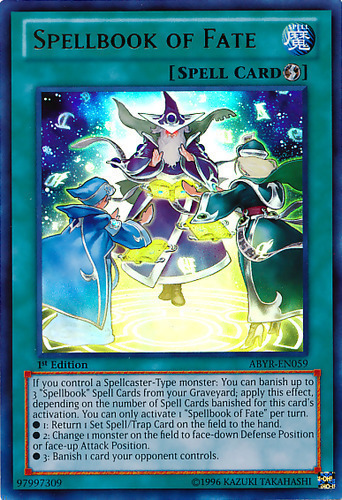 SPELLBOOK OF FATE
魔
[SPELL CARD]
1st Edition
ABYR-EN059
If you control a Spellcaster-Type monster: You can banish up to
3 "Spellbook" Spell Cards from your Graveyard; apply this effect,
depending on the number of Spell Cards banished for this card's
activation. You can only activate 1 "Spellbook of Fate" per turn.
● 1: Return 1 Set Spell/Trap Card on the field to the hand.
● 2: Change 1 monster on the field to face-down Defense Position
or face-up Attack Position.
● 3: Banish 1 card your opponent controls.
97997309
©1996 KAZUKI TAKAHASHI